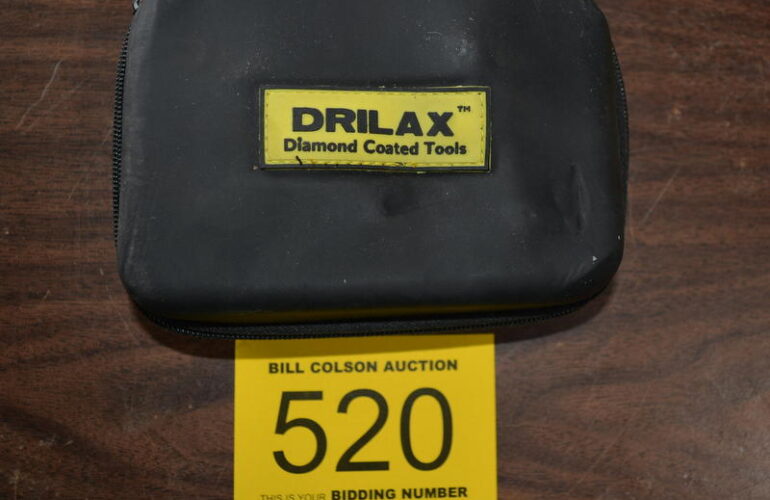 DRILAX™
Diamond Coated Tools
BILL COLSON AUCTION
520
THIS IS YOUR BIDDING NUMBER